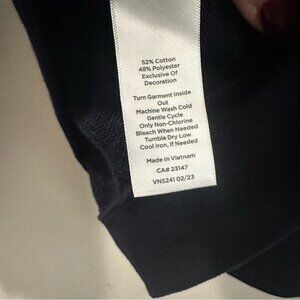 52% Cotton
48% Polyester
Exclusive Of
Decoration
Turn Garment Inside
Out
Machine Wash Cold
Gentle Cycle
Only Non-Chlorine
Bleach When Needed
Tumble Dry Low
Cool Iron, If Needed
Made in Vietnam
CA# 23147
VN5241 02/23